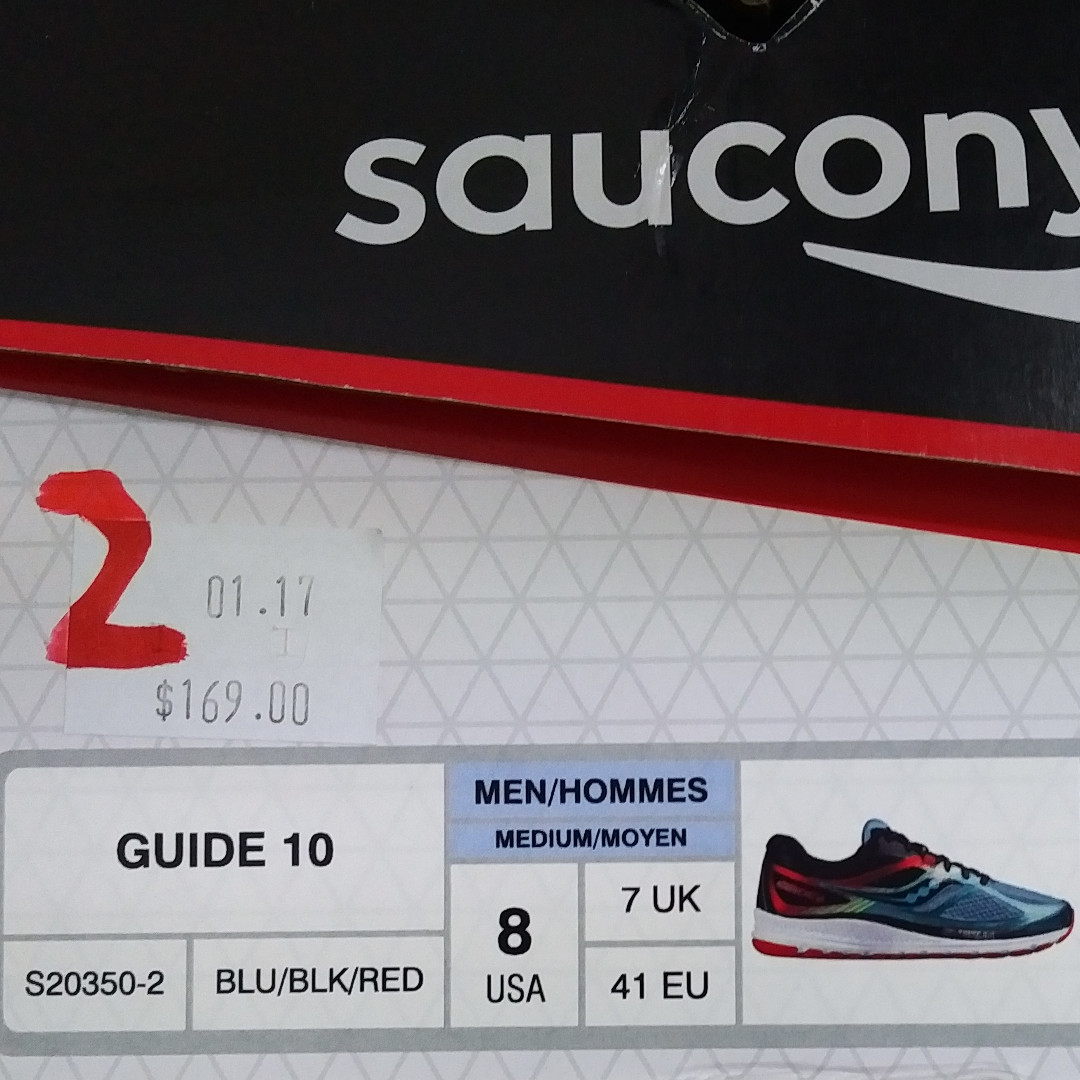 saucony
2
01.17
I
$169.00
GUIDE 10
S20350-2
BLU/BLK/RED
MEN/HOMMES
MEDIUM/MOYEN
8
USA
7 UK
41 EU